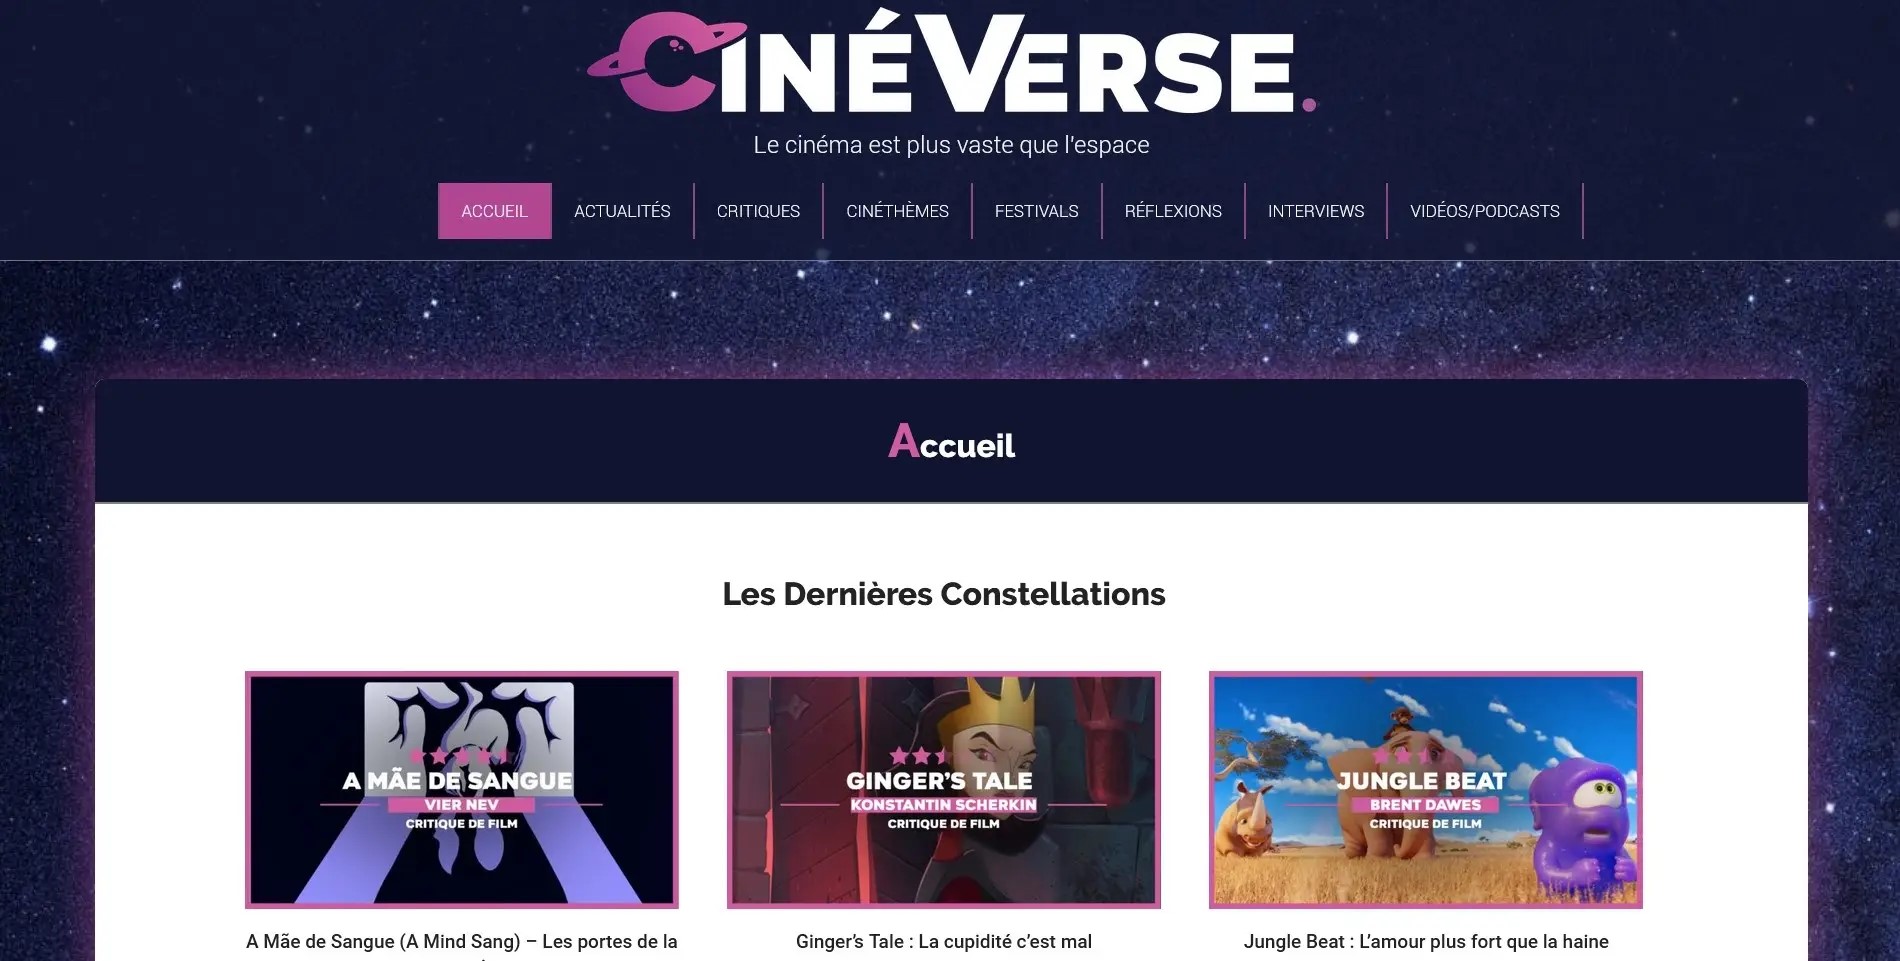 CINÉVERSE.
Le cinéma est plus vaste que l'espace
ACCUEIL ACTUALITÉS CRITIQUES CINÉTHÈMES FESTIVALS RÉFLEXIONS INTERVIEWS VIDÉOS/PODCASTS
Accueil
Les Dernières Constellations
A MÃE DE SANGUE
VIER NEV
CRITIQUE DE FILM
A Mãe de Sangue (A Mind Sang) – Les portes de la
GINGER'S TALE
KONSTANTIN SCHERKIN
CRITIQUE DE FILM
Ginger's Tale : La cupidité c'est mal
JUNGLE BEAT
BRENT DAWES
CRITIQUE DE FILM
Jungle Beat : L'amour plus fort que la haine